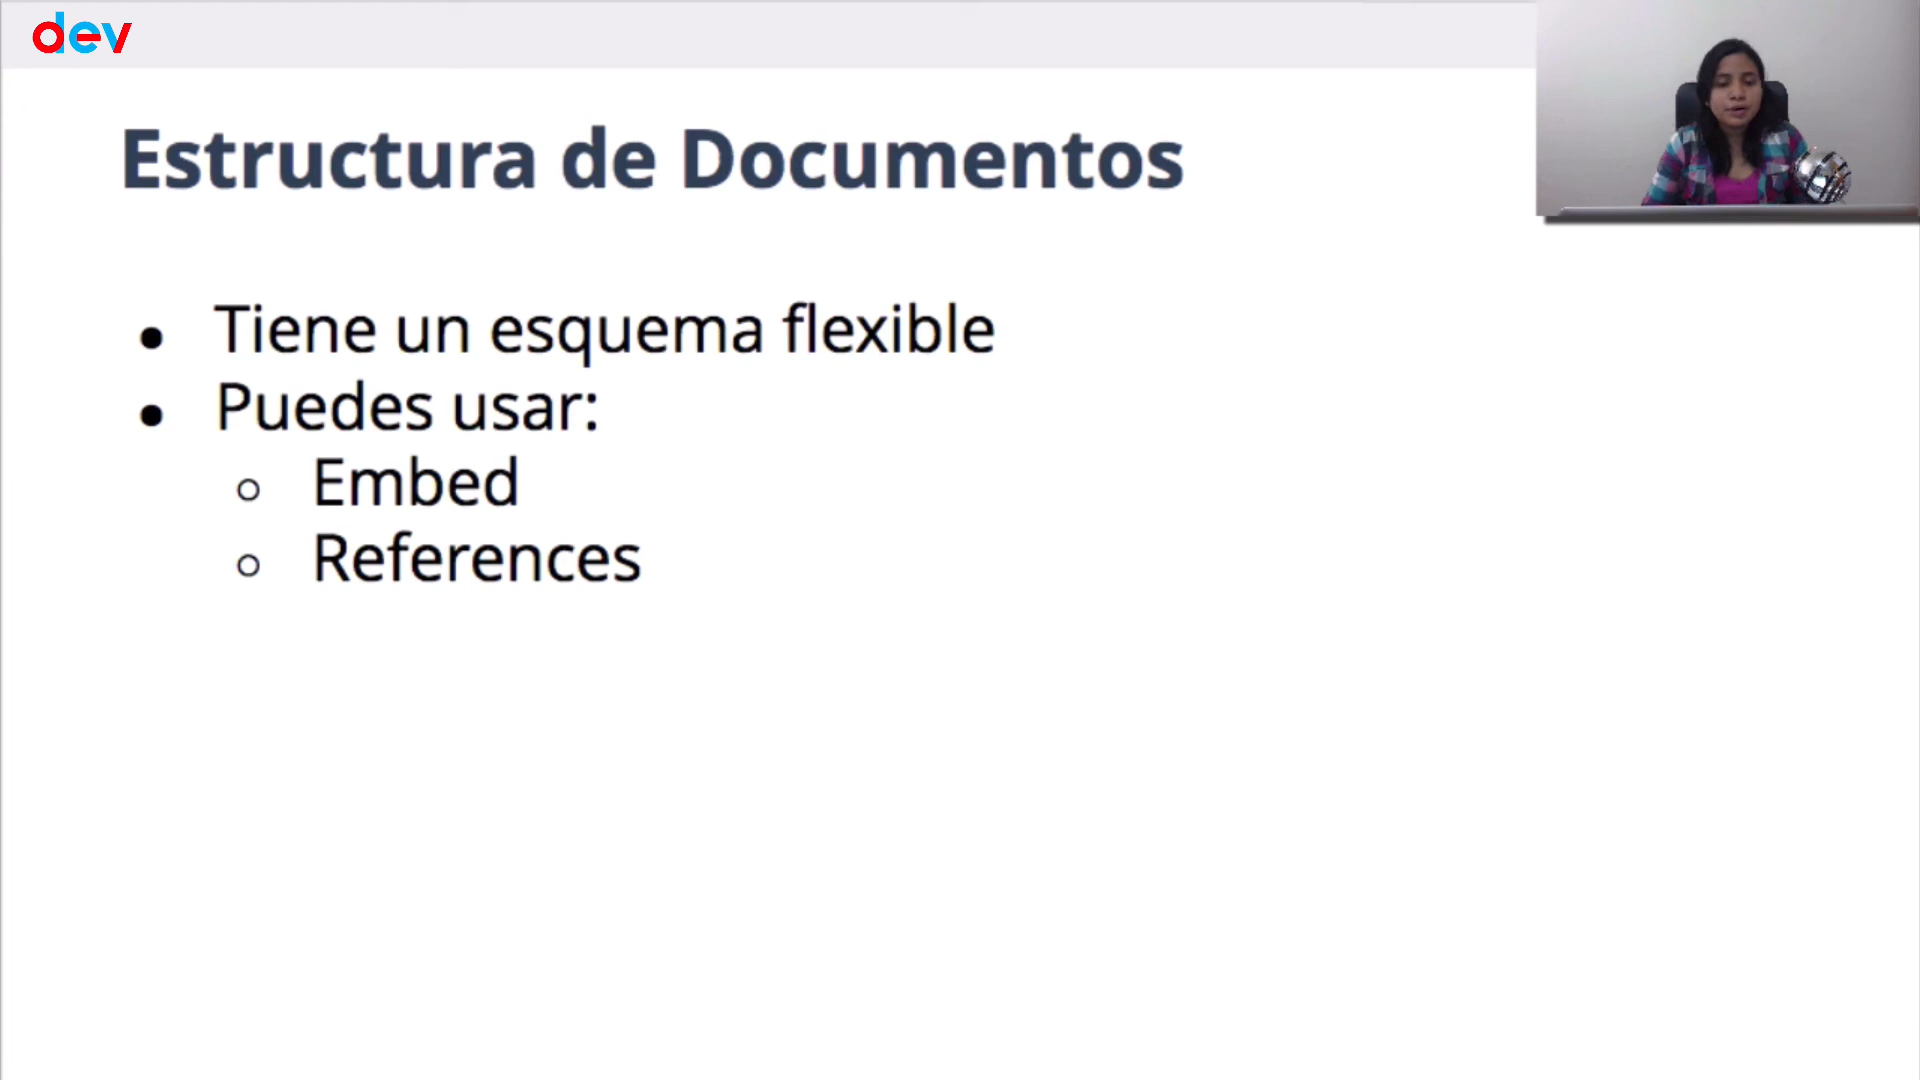 dev
Estructura de Documentos
● Tiene un esquema flexible
● Puedes usar:
○ Embed
○ References